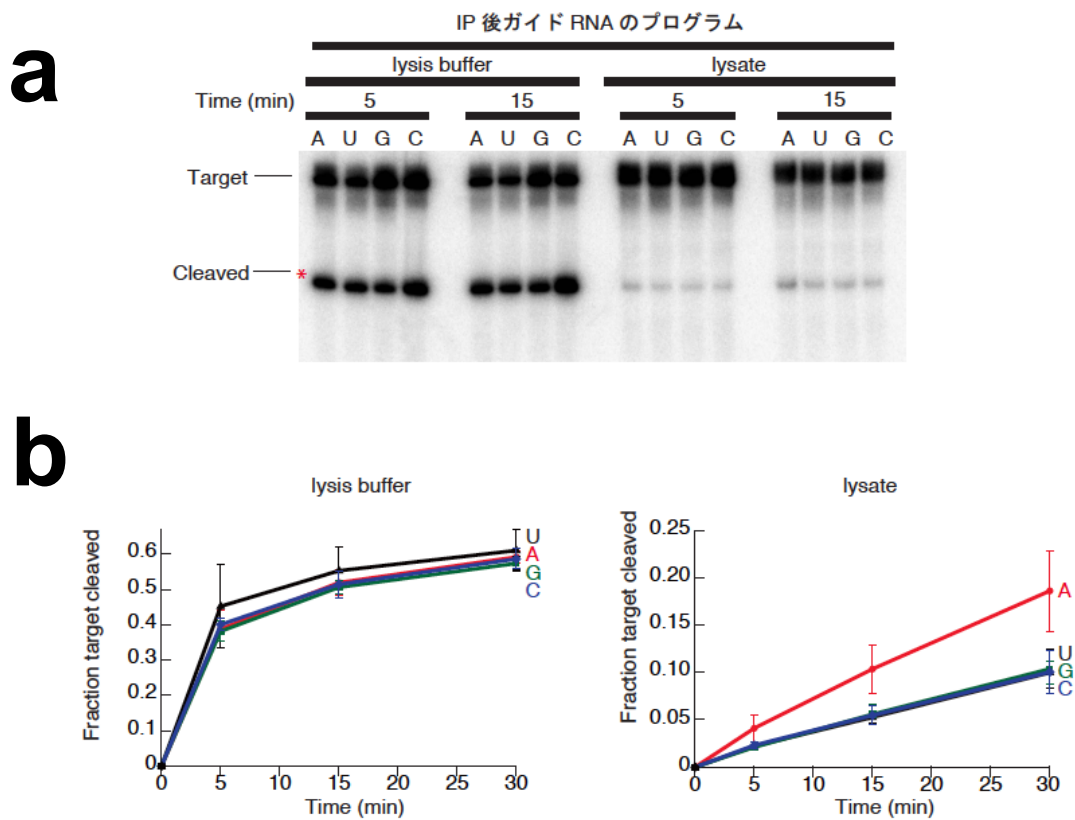 a
IP 後ガイド RNA のプログラム
lysis buffer
lysate
Time (min)
5
15
5
15
A U G C
A U G C
A U G C
A U G C
Target
Cleaved
*
b
lysis buffer
Fraction target cleaved
0.6
0.5
0.4
0.3
0.2
0.1
0
0 5 10 15 20 25 30
Time (min)
U
A
G
C
lysate
Fraction target cleaved
0.25
0.20
0.15
0.10
0.05
0
0 5 10 15 20 25 30
Time (min)
A
U
G
C